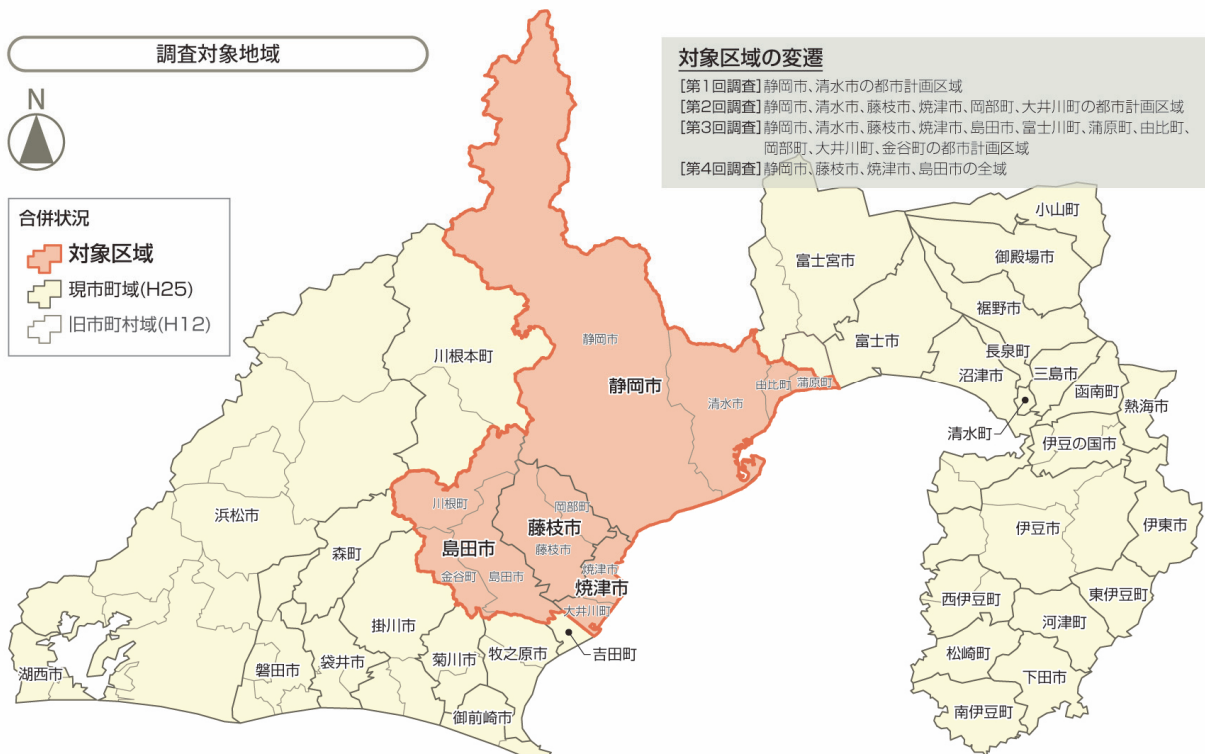 調査対象地域
N
対象区域の変遷
[第1回調査]静岡市、清水市の都市計画区域
[第2回調査]静岡市、清水市、藤枝市、焼津市、岡部町、大井川町の都市計画区域
[第3回調査]静岡市、清水市、藤枝市、焼津市、島田市、富士川町、蒲原町、由比町、
岡部町、大井川町、金谷町の都市計画区域
[第4回調査]静岡市、藤枝市、焼津市、島田市の全域
合併状況
対象区域
現市町域(H25)
旧市町村域(H12)
小山町
御殿場市
富士宮市
裾野市
富士市
長泉町
沼津市
三島市
函南町
熱海市
清水町
伊豆の国市
川根本町
静岡市
静岡市
清水市
由比町
蒲原町
川根町
岡部町
藤枝市
藤枝市
島田市
金谷町
島田市
焼津市
焼津市
大井川町
浜松市
森町
掛川市
菊川市
牧之原市
吉田町
湖西市
磐田市
袋井市
御前崎市
伊豆市
伊東市
西伊豆町
東伊豆町
河津町
松崎町
下田市
南伊豆町